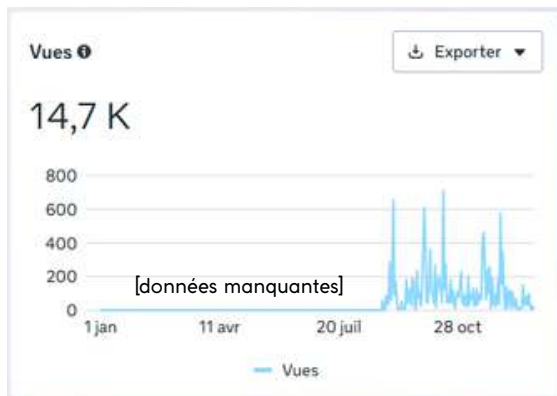 Vues
Exporter
14,7 K
800
600
400
200
[données manquantes]
0
1 jan
11 avr
20 juil
28 oct
Vues